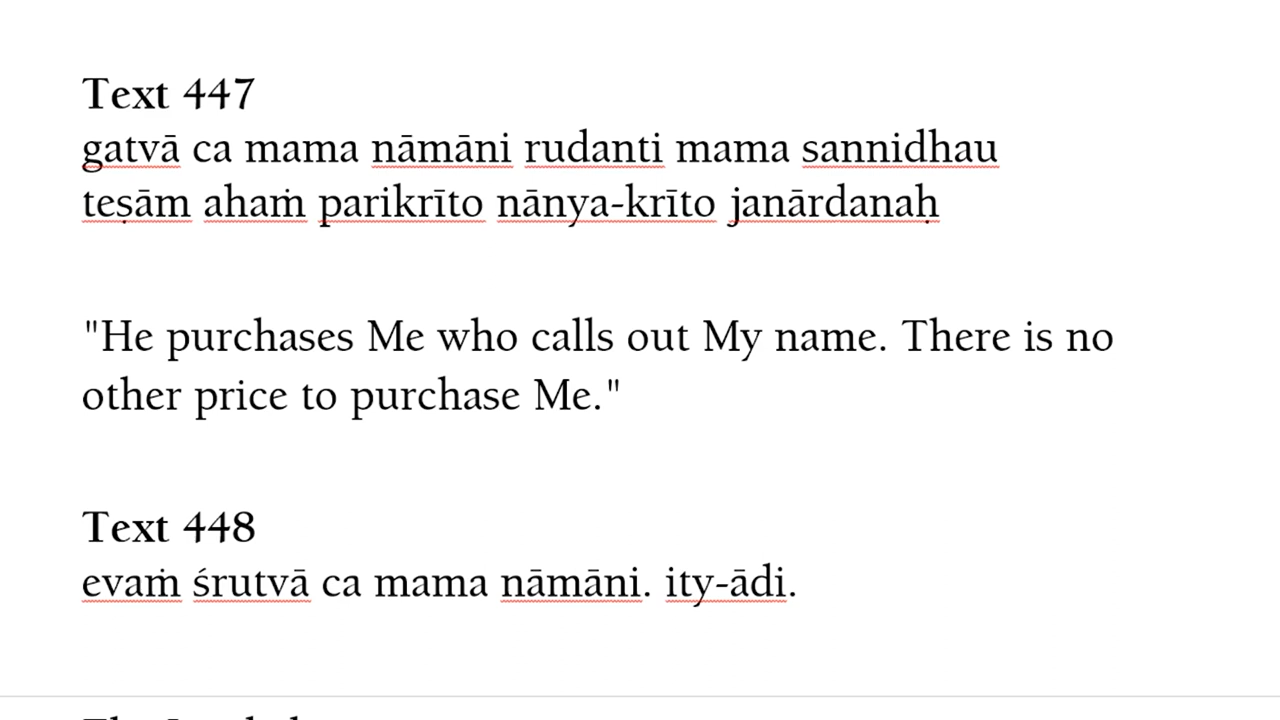 Text 447
gatvā ca mama nāmāni rudanti mama sannidhau
teṣām ahaṁ parikrīto nānya-krīto janārdanaḥ
"He purchases Me who calls out My name. There is no
other price to purchase Me."
Text 448
evaṁ śrutvā ca mama nāmāni. ity-ādi.